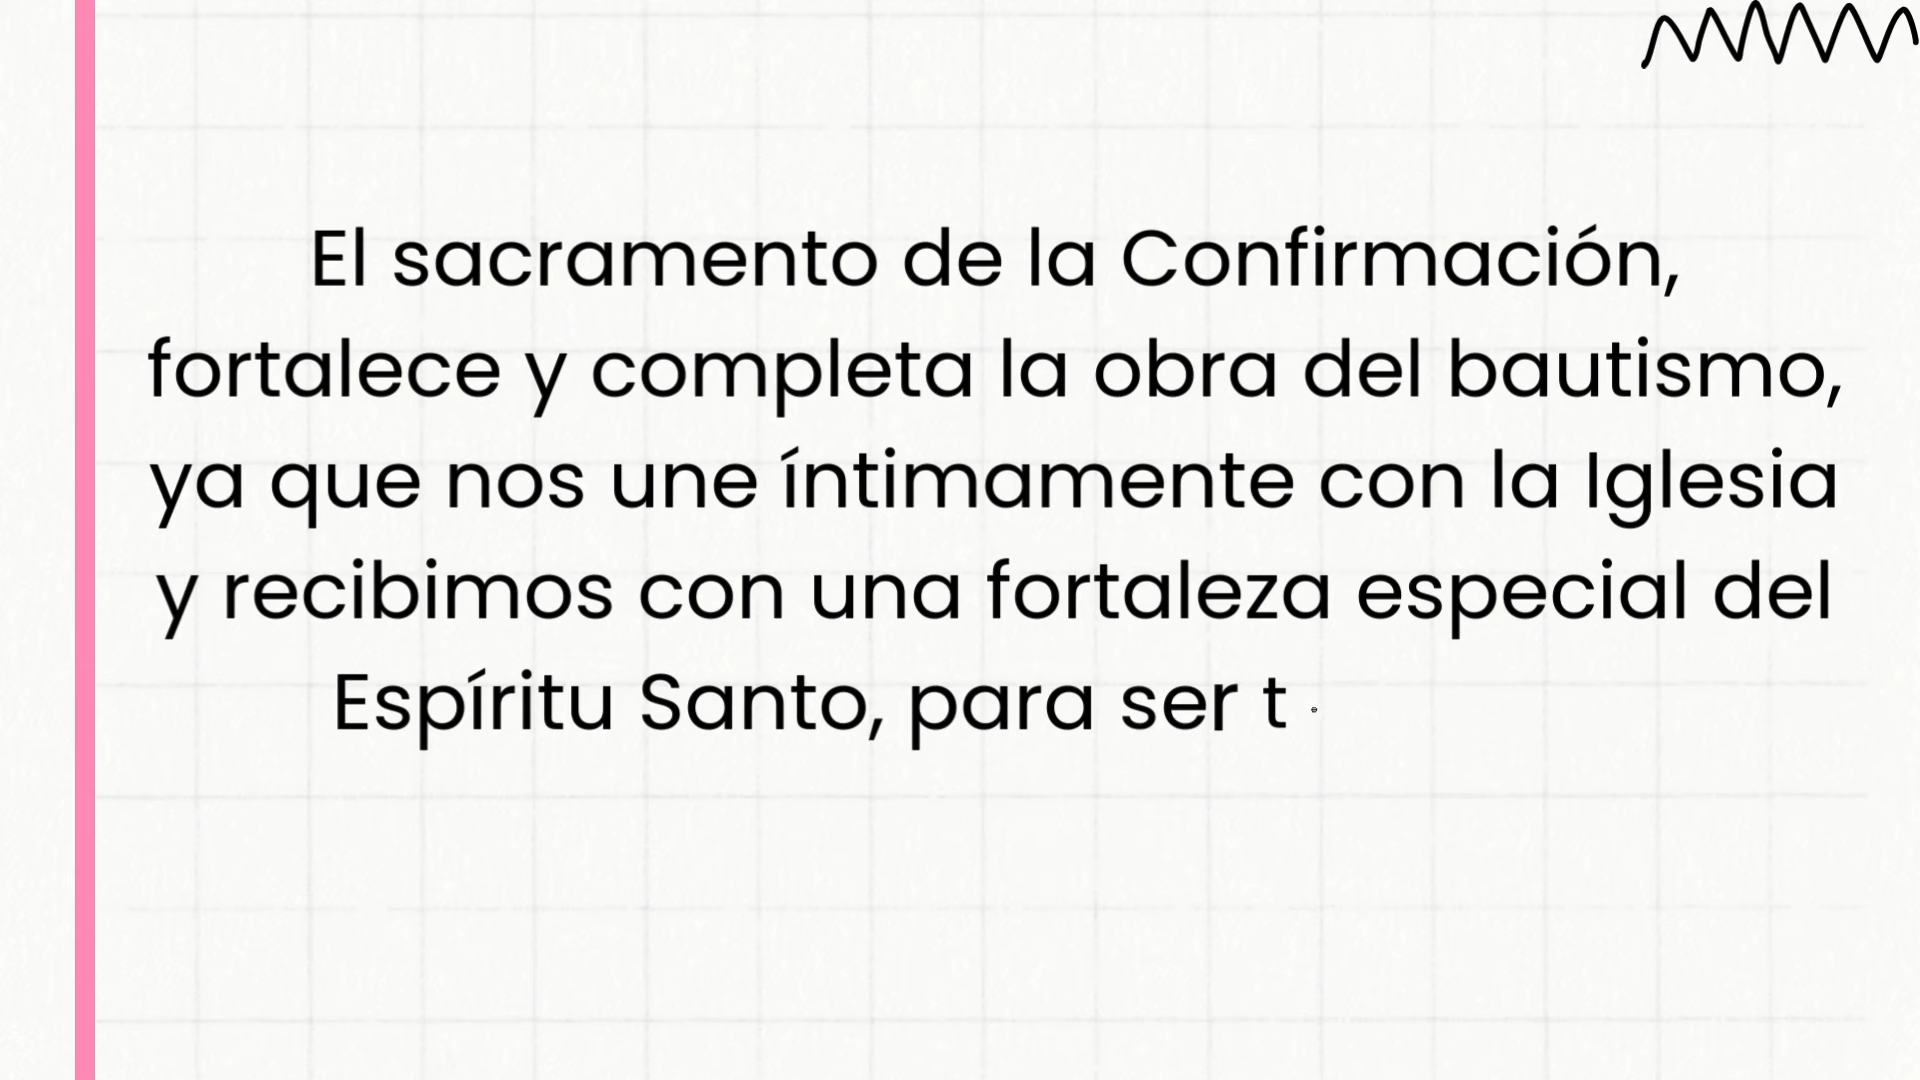 El sacramento de la Confirmación,
fortalece y completa la obra del bautismo,
ya que nos une íntimamente con la Iglesia
y recibimos con una fortaleza especial del
Espíritu Santo, para ser t